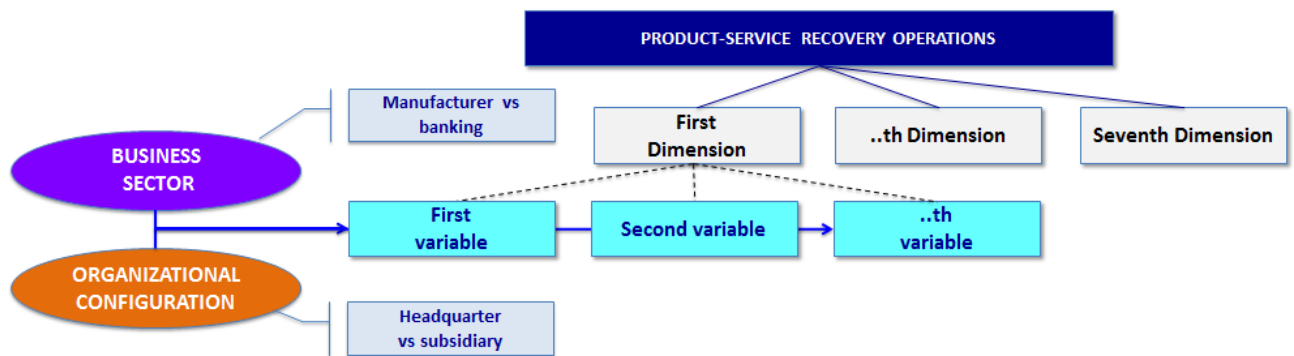 PRODUCT-SERVICE RECOVERY OPERATIONS
Manufacturer vs
banking
First
Dimension
..th Dimension
Seventh Dimension
BUSINESS
SECTOR
First
variable
Second variable
..th
variable
ORGANIZATIONAL
CONFIGURATION
Headquarter
vs subsidiary